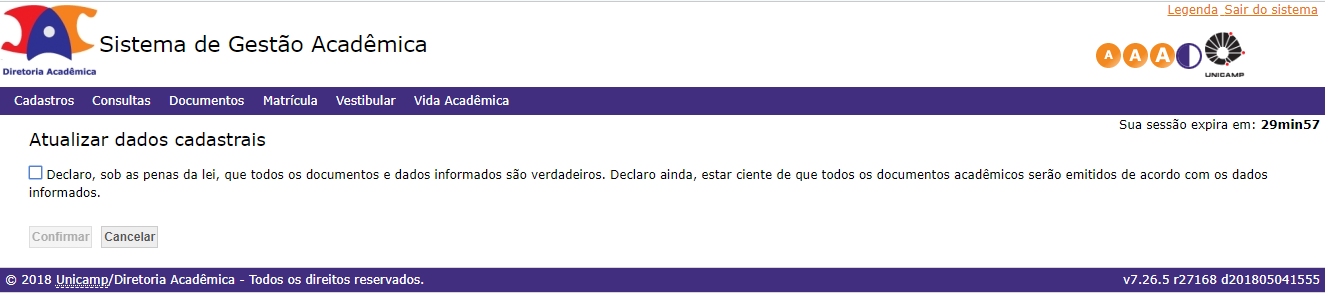 Legenda Sair do sistema
Sistema de Gestão Acadêmica
Diretoria Acadêmica
A A A
UNICAMP
Cadastros Consultas Documentos Matrícula Vestibular Vida Acadêmica
Sua sessão expira em: 29min57
Atualizar dados cadastrais
Declaro, sob as penas da lei, que todos os documentos e dados informados são verdadeiros. Declaro ainda, estar ciente de que todos os documentos acadêmicos serão emitidos de acordo com os dados
informados.
Confirmar Cancelar
© 2018 Unicamp/Diretoria Acadêmica - Todos os direitos reservados. v7.26.5 r27168 d201805041555